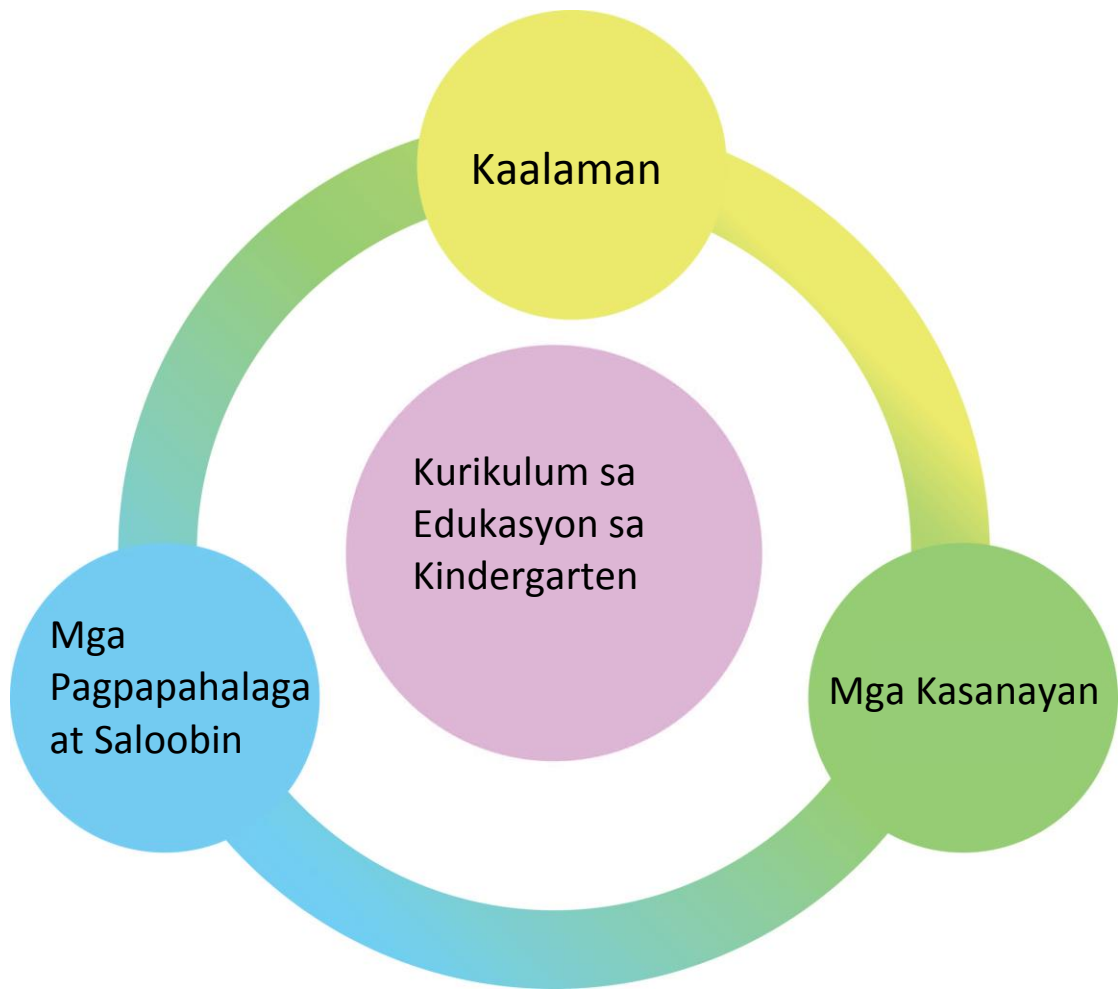 Kaalaman
Kurikulum sa
Edukasyon sa
Kindergarten
Mga
Pagpapahalaga
at Saloobin
Mga Kasanayan